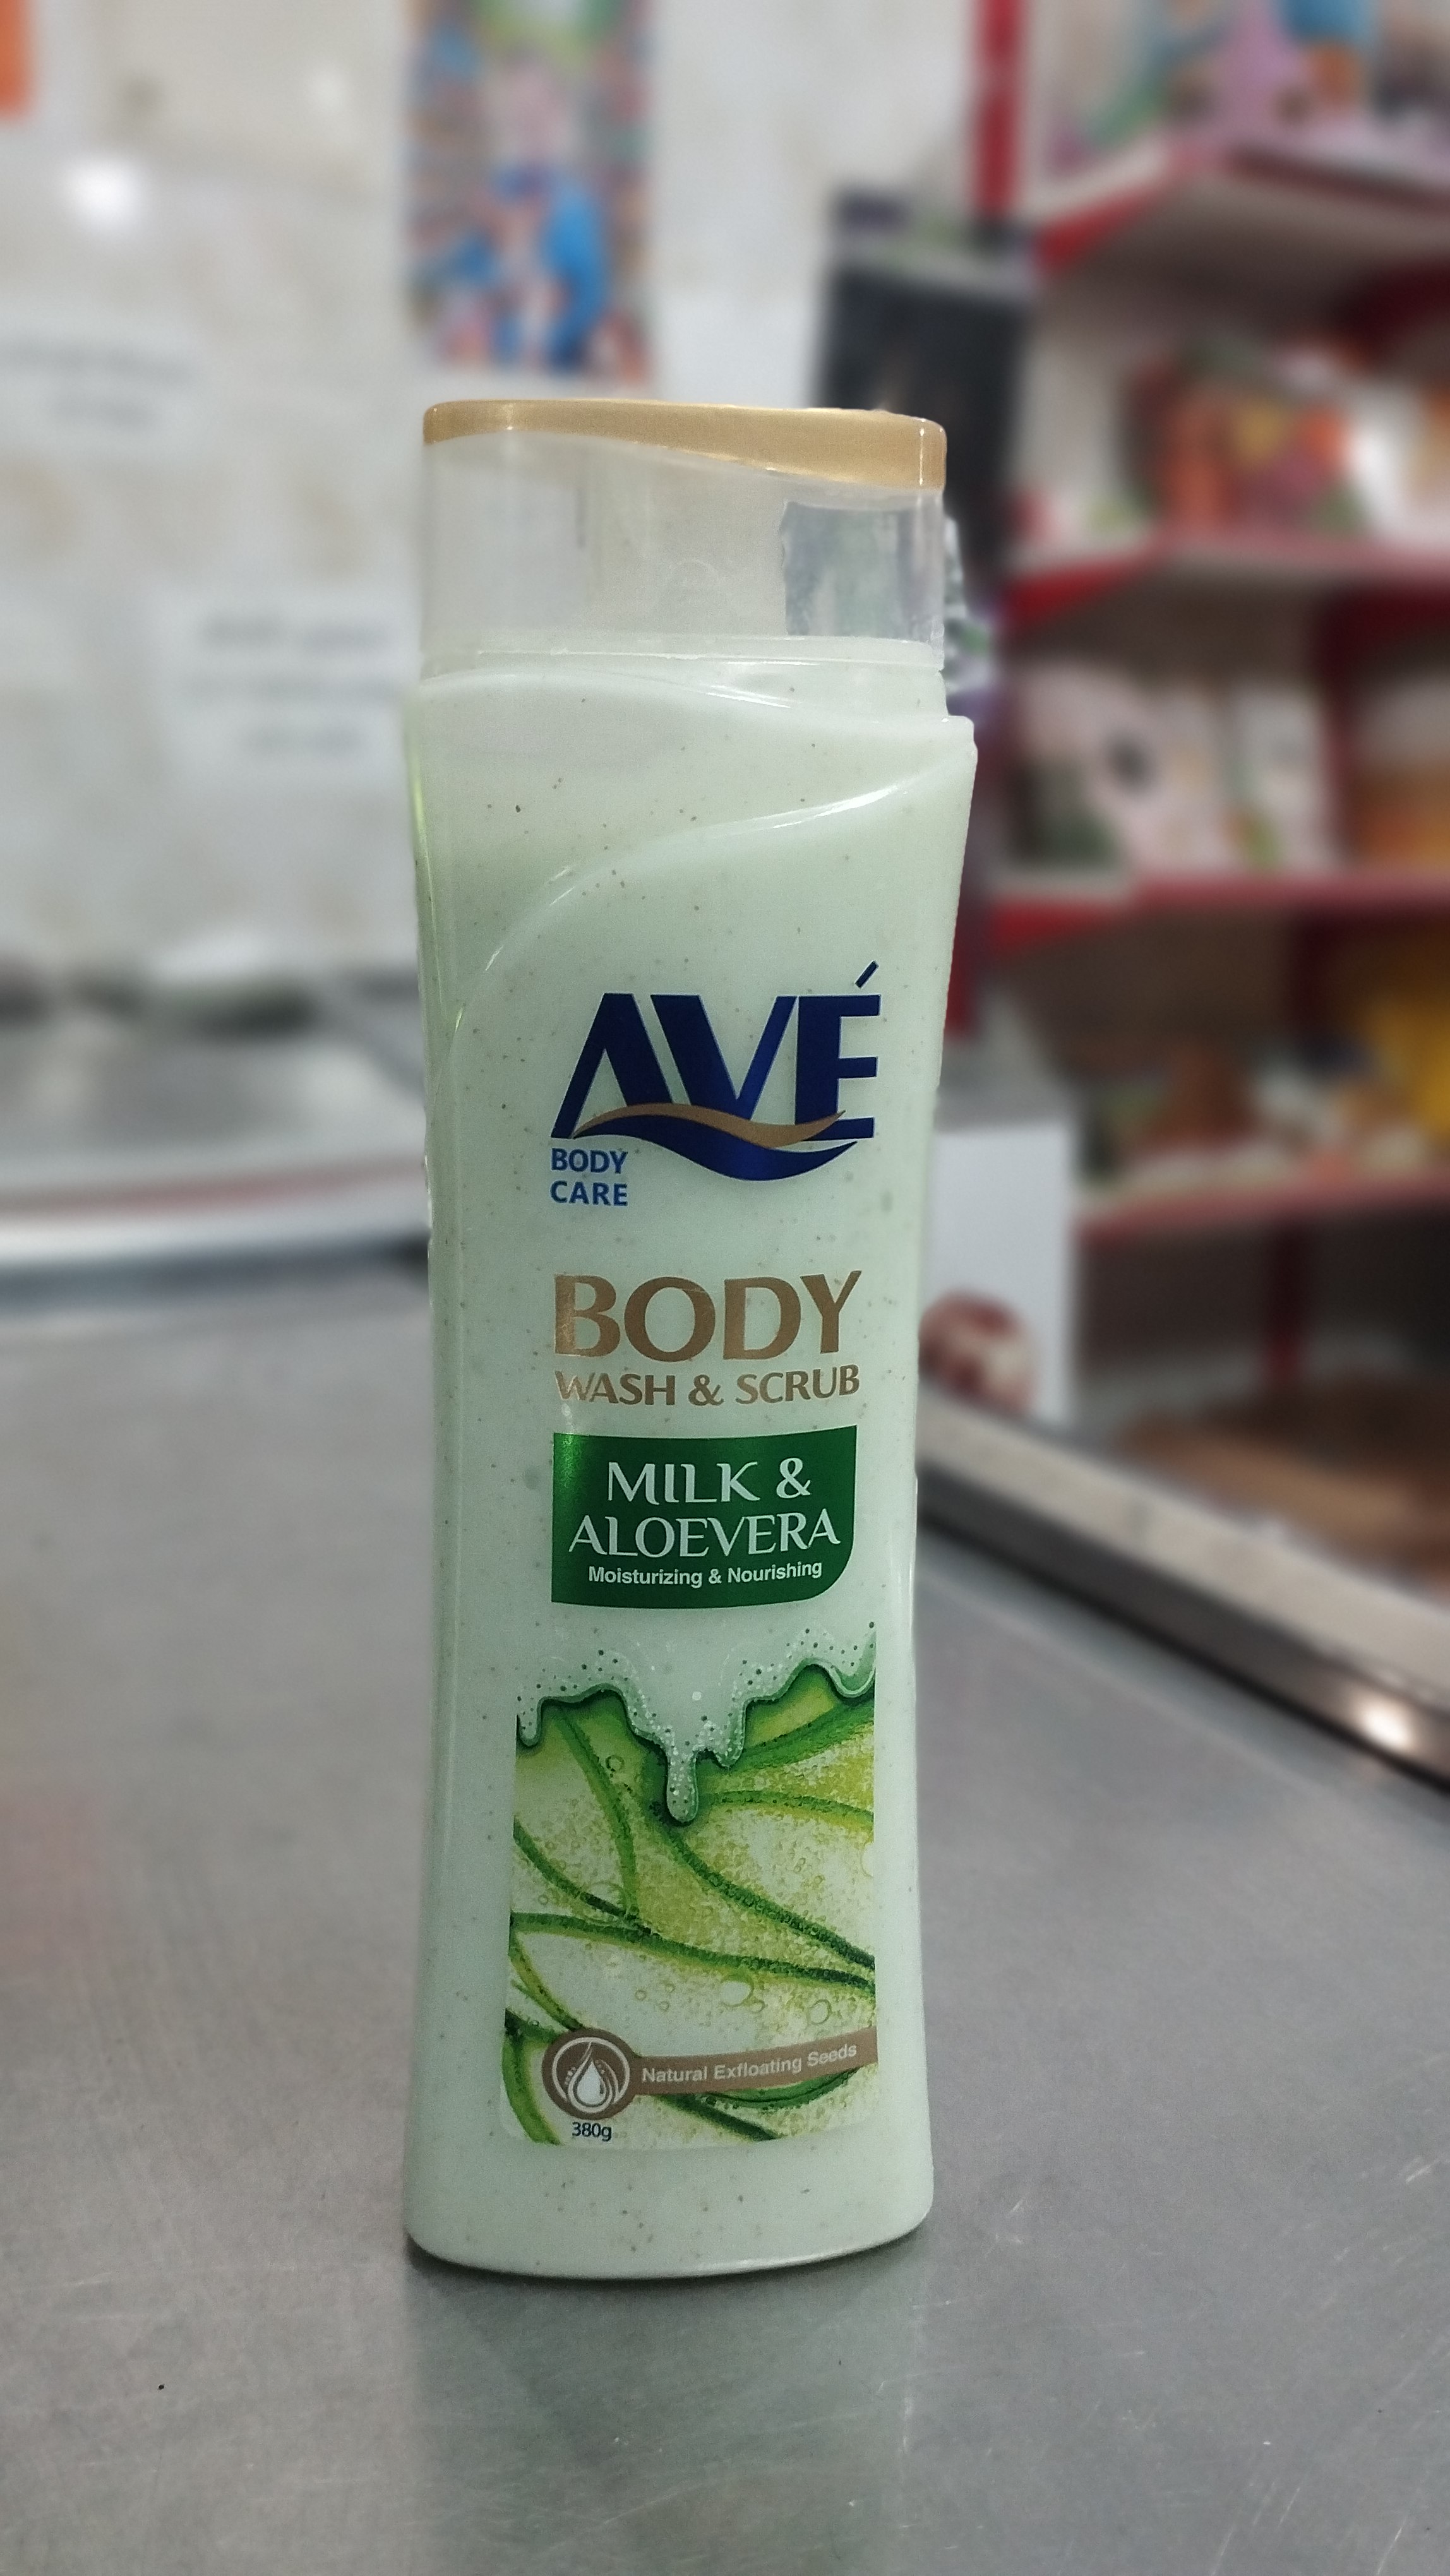 AVÉ
BODY
CARE
BODY
WASH & SCRUB
MILK &
ALOEVERA
Moisturizing & Nourishing
Natural Exfloating Seeds
380g